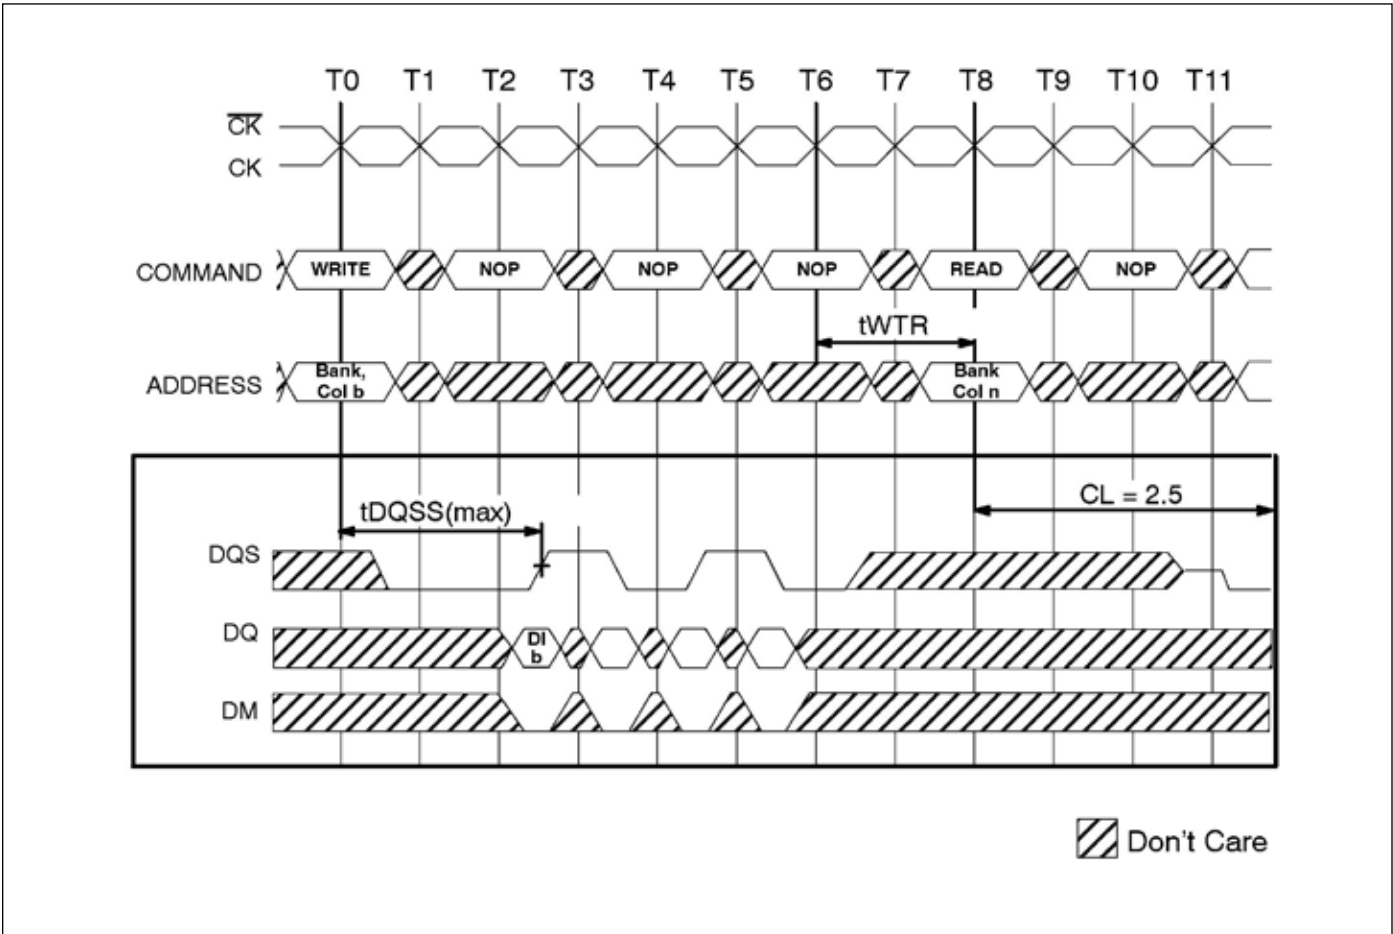 T0 T1 T2 T3 T4 T5 T6 T7 T8 T9 T10 T11
CK
CK
COMMAND WRITE NOP NOP NOP READ NOP
tWTR
ADDRESS Bank, Col b Bank Col n
CL = 2.5
tDQSS(max)
DQS
DQ DI b
DM
Don't Care